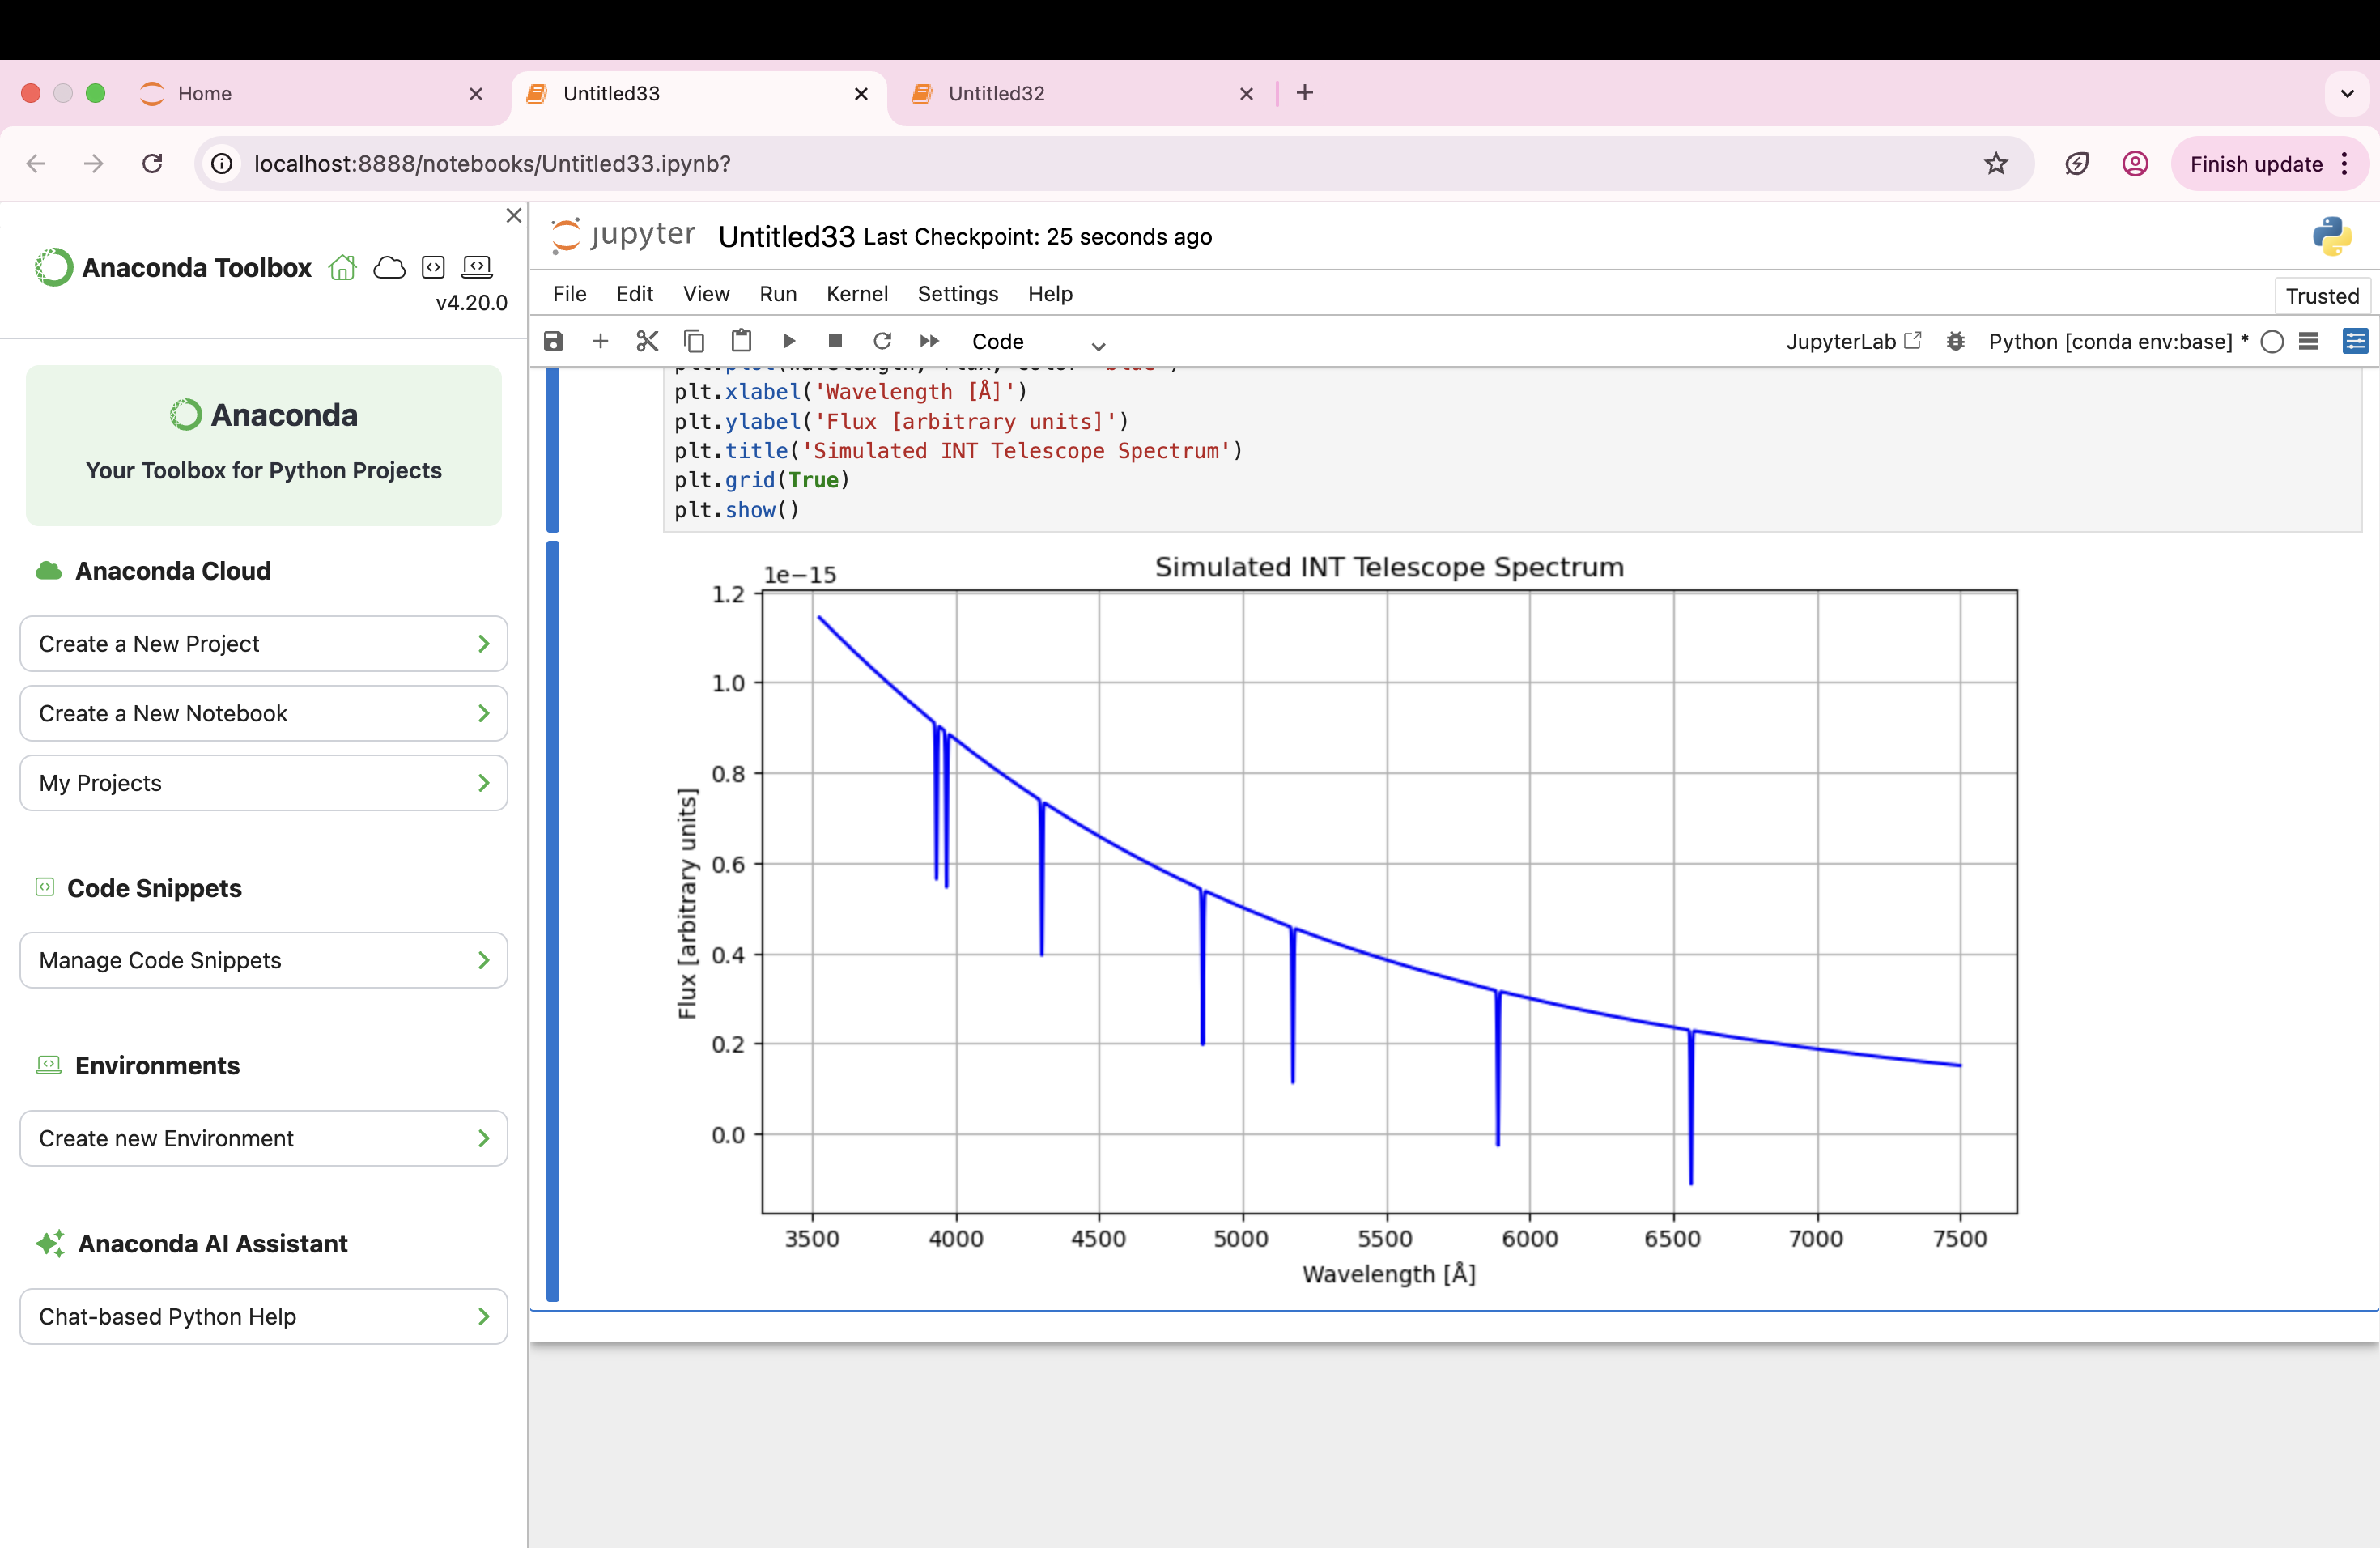 Home
Untitled33
Untitled32
localhost:8888/notebooks/Untitled33.ipynb?
Finish update
Anaconda Toolbox
v4.20.0
Anaconda
Your Toolbox for Python Projects
Anaconda Cloud
Create a New Project
Create a New Notebook
My Projects
Code Snippets
Manage Code Snippets
Environments
Create new Environment
Anaconda AI Assistant
Chat-based Python Help
jupyter Untitled33 Last Checkpoint: 25 seconds ago
File Edit View Run Kernel Settings Help
Trusted
Code
JupyterLab
Python [conda env:base] *
plt.xlabel('Wavelength [Å]')
plt.ylabel('Flux [arbitrary units]')
plt.title('Simulated INT Telescope Spectrum')
plt.grid(True)
plt.show()
Simulated INT Telescope Spectrum
1e−15
1.2
1.0
0.8
0.6
0.4
0.2
0.0
Flux [arbitrary units]
3500 4000 4500 5000 5500 6000 6500 7000 7500
Wavelength [Å]